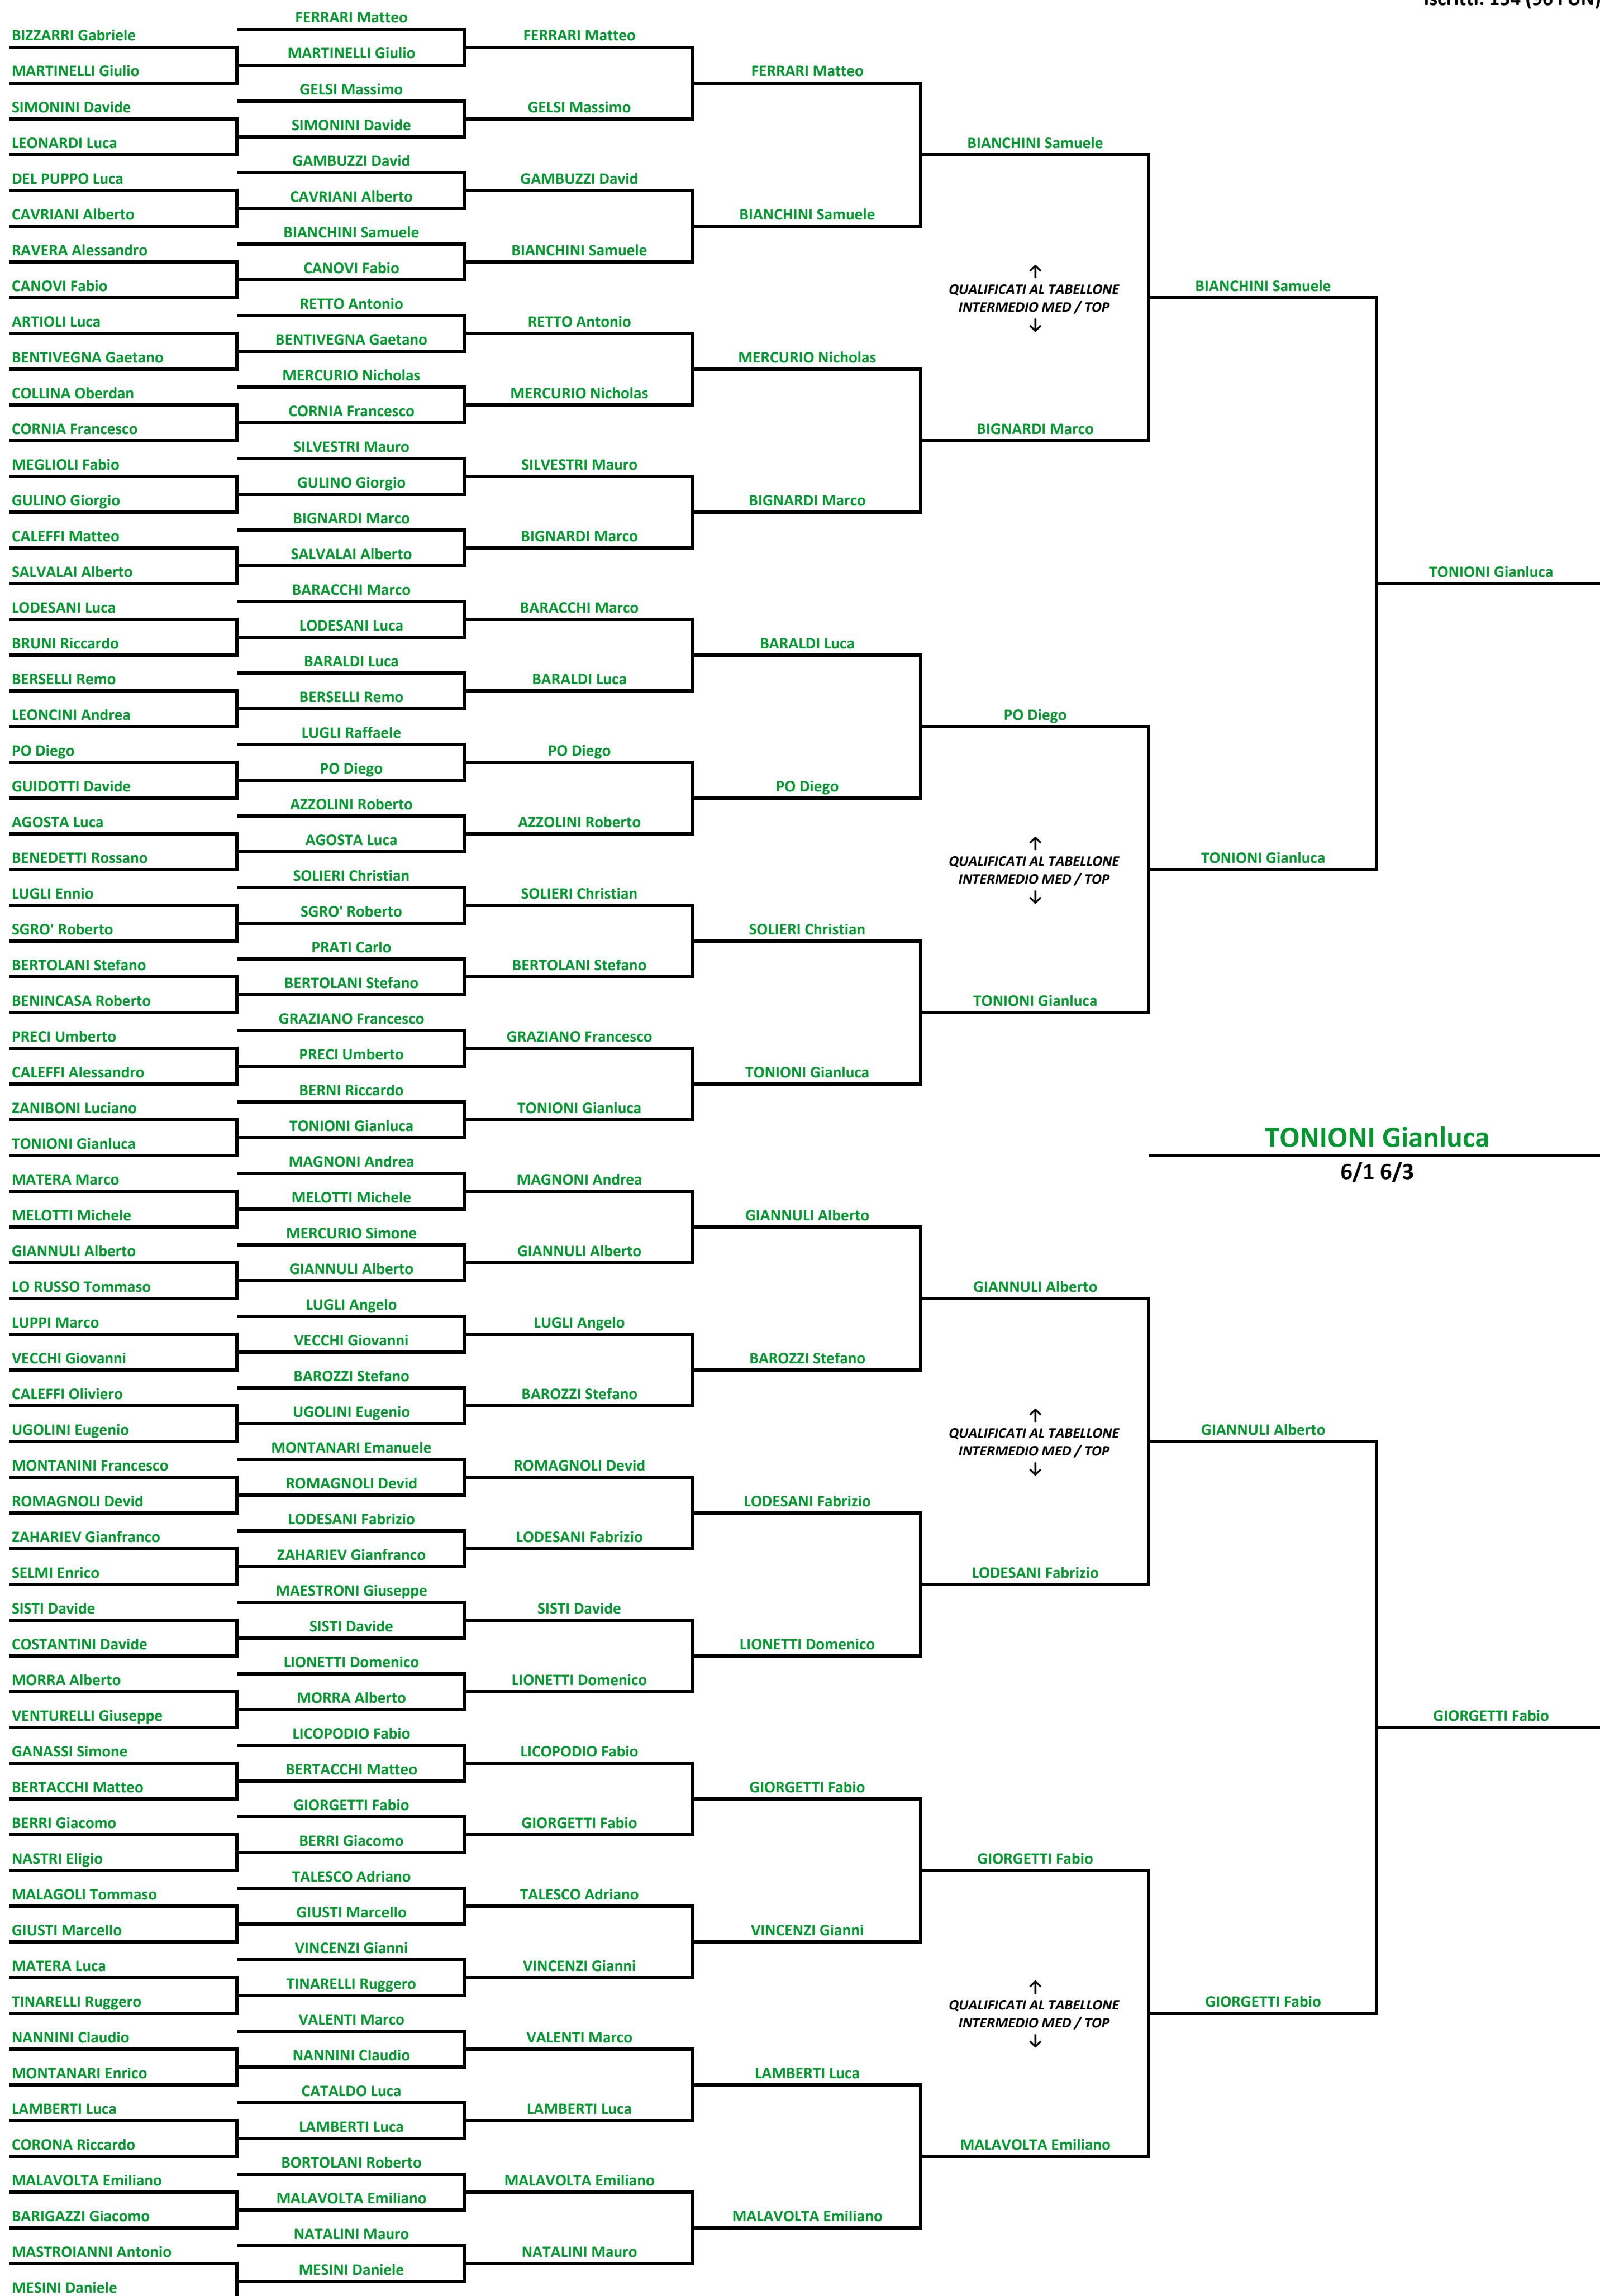 Iscritti: 154 (96 FUN)
BIZZARRI Gabriele
MARTINELLI Giulio
SIMONINI Davide
LEONARDI Luca
DEL PUPPO Luca
CAVRIANI Alberto
RAVERA Alessandro
CANOVI Fabio
ARTIOLI Luca
BENTIVEGNA Gaetano
COLLINA Oberdan
CORNIA Francesco
MEGLIOLI Fabio
GULINO Giorgio
CALEFFI Matteo
SALVALAI Alberto
LODESANI Luca
BRUNI Riccardo
BERSELLI Remo
LEONCINI Andrea
PO Diego
GUIDOTTI Davide
AGOSTA Luca
BENEDETTI Rossano
LUGLI Ennio
SGRO' Roberto
BERTOLANI Stefano
BENINCASA Roberto
PRECI Umberto
CALEFFI Alessandro
ZANIBONI Luciano
TONIONI Gianluca
MATERA Marco
MELOTTI Michele
GIANNULI Alberto
LO RUSSO Tommaso
LUPPI Marco
VECCHI Giovanni
CALEFFI Oliviero
UGOLINI Eugenio
MONTANINI Francesco
ROMAGNOLI Devid
ZAHARIEV Gianfranco
SELMI Enrico
SISTI Davide
COSTANTINI Davide
MORRA Alberto
VENTURELLI Giuseppe
GANASSI Simone
BERTACCHI Matteo
BERRI Giacomo
NASTRI Eligio
MALAGOLI Tommaso
GIUSTI Marcello
MATERA Luca
TINARELLI Ruggero
NANNINI Claudio
MONTANARI Enrico
LAMBERTI Luca
CORONA Riccardo
MALAVOLTA Emiliano
BARIGAZZI Giacomo
MASTROIANNI Antonio
MESINI Daniele
FERRARI Matteo
MARTINELLI Giulio
GELSI Massimo
SIMONINI Davide
GAMBUZZI David
CAVRIANI Alberto
BIANCHINI Samuele
CANOVI Fabio
RETTO Antonio
BENTIVEGNA Gaetano
MERCURIO Nicholas
CORNIA Francesco
SILVESTRI Mauro
GULINO Giorgio
BIGNARDI Marco
SALVALAI Alberto
BARACCHI Marco
LODESANI Luca
BARALDI Luca
BERSELLI Remo
LUGLI Raffaele
PO Diego
AZZOLINI Roberto
AGOSTA Luca
SOLIERI Christian
SGRO' Roberto
PRATI Carlo
BERTOLANI Stefano
GRAZIANO Francesco
PRECI Umberto
BERNI Riccardo
TONIONI Gianluca
MAGNONI Andrea
MELOTTI Michele
MERCURIO Simone
GIANNULI Alberto
LUGLI Angelo
VECCHI Giovanni
BAROZZI Stefano
UGOLINI Eugenio
MONTANARI Emanuele
ROMAGNOLI Devid
LODESANI Fabrizio
ZAHARIEV Gianfranco
MAESTRONI Giuseppe
SISTI Davide
LIONETTI Domenico
MORRA Alberto
LICOPODIO Fabio
BERTACCHI Matteo
GIORGETTI Fabio
BERRI Giacomo
TALESCO Adriano
GIUSTI Marcello
VINCENZI Gianni
TINARELLI Ruggero
VALENTI Marco
NANNINI Claudio
CATALDO Luca
LAMBERTI Luca
BORTOLANI Roberto
MALAVOLTA Emiliano
NATALINI Mauro
MESINI Daniele
FERRARI Matteo
GELSI Massimo
GAMBUZZI David
BIANCHINI Samuele
RETTO Antonio
MERCURIO Nicholas
SILVESTRI Mauro
BIGNARDI Marco
BARACCHI Marco
BARALDI Luca
PO Diego
AZZOLINI Roberto
SOLIERI Christian
BERTOLANI Stefano
GRAZIANO Francesco
TONIONI Gianluca
MAGNONI Andrea
GIANNULI Alberto
LUGLI Angelo
BAROZZI Stefano
ROMAGNOLI Devid
LODESANI Fabrizio
SISTI Davide
LIONETTI Domenico
LICOPODIO Fabio
GIORGETTI Fabio
TALESCO Adriano
VINCENZI Gianni
VALENTI Marco
LAMBERTI Luca
MALAVOLTA Emiliano
NATALINI Mauro
FERRARI Matteo
BIANCHINI Samuele
MERCURIO Nicholas
BIGNARDI Marco
BARALDI Luca
PO Diego
SOLIERI Christian
TONIONI Gianluca
GIANNULI Alberto
BAROZZI Stefano
LODESANI Fabrizio
LIONETTI Domenico
GIORGETTI Fabio
VINCENZI Gianni
LAMBERTI Luca
MALAVOLTA Emiliano
BIANCHINI Samuele
↑
QUALIFICATI AL TABELLONE
INTERMEDIO MED / TOP
↓
BIGNARDI Marco
PO Diego
↑
QUALIFICATI AL TABELLONE
INTERMEDIO MED / TOP
↓
TONIONI Gianluca
GIANNULI Alberto
↑
QUALIFICATI AL TABELLONE
INTERMEDIO MED / TOP
↓
LODESANI Fabrizio
GIORGETTI Fabio
↑
QUALIFICATI AL TABELLONE
INTERMEDIO MED / TOP
↓
MALAVOLTA Emiliano
BIANCHINI Samuele
TONIONI Gianluca
GIANNULI Alberto
GIORGETTI Fabio
TONIONI Gianluca
TONIONI Gianluca
6/1 6/3
GIORGETTI Fabio